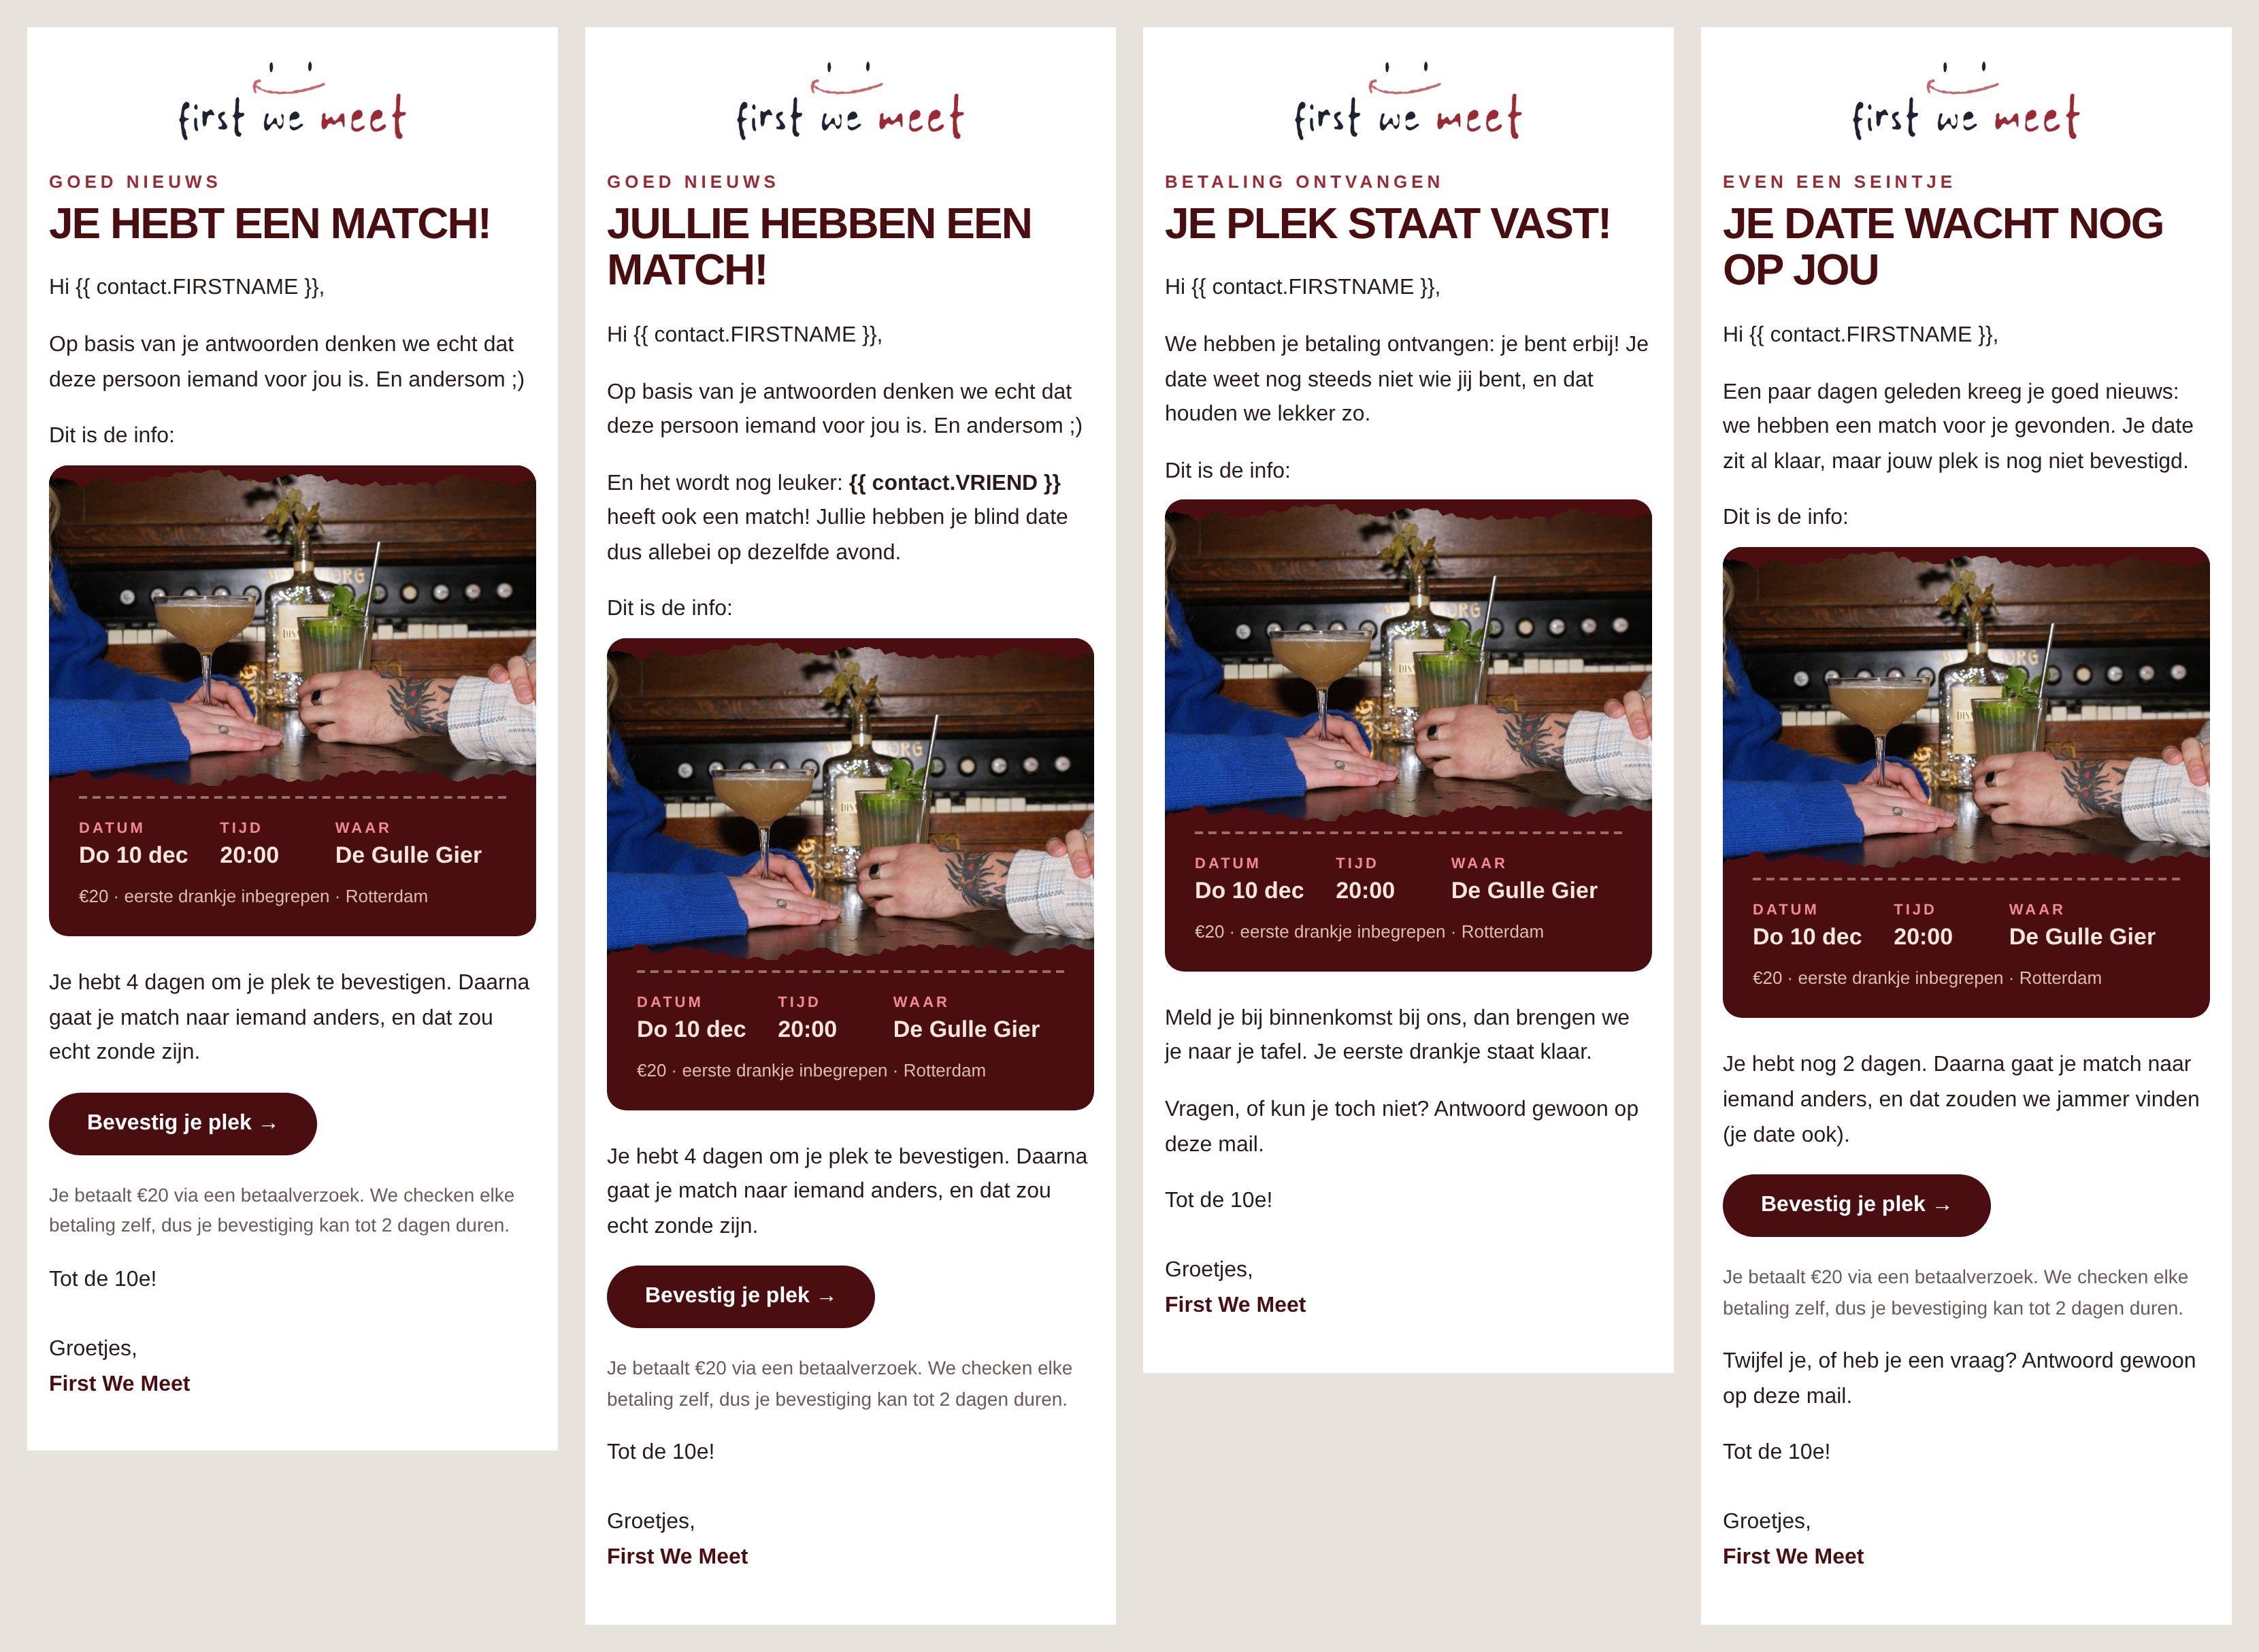 first we meet
GOED NIEUWS
JE HEBT EEN MATCH!
Hi {{ contact.FIRSTNAME }},
Op basis van je antwoorden denken we echt dat
deze persoon iemand voor jou is. En andersom ;)
Dit is de info:
DATUM TIJD WAAR
Do 10 dec 20:00 De Gulle Gier
€20 · eerste drankje inbegrepen · Rotterdam
Je hebt 4 dagen om je plek te bevestigen. Daarna
gaat je match naar iemand anders, en dat zou
echt zonde zijn.
Bevestig je plek →
Je betaalt €20 via een betaalverzoek. We checken elke
betaling zelf, dus je bevestiging kan tot 2 dagen duren.
Tot de 10e!
Groetjes,
First We Meet
first we meet
GOED NIEUWS
JULLIE HEBBEN EEN
MATCH!
Hi {{ contact.FIRSTNAME }},
Op basis van je antwoorden denken we echt dat
deze persoon iemand voor jou is. En andersom ;)
En het wordt nog leuker: {{ contact.VRIEND }}
heeft ook een match! Jullie hebben je blind date
dus allebei op dezelfde avond.
Dit is de info:
DATUM TIJD WAAR
Do 10 dec 20:00 De Gulle Gier
€20 · eerste drankje inbegrepen · Rotterdam
Je hebt 4 dagen om je plek te bevestigen. Daarna
gaat je match naar iemand anders, en dat zou
echt zonde zijn.
Bevestig je plek →
Je betaalt €20 via een betaalverzoek. We checken elke
betaling zelf, dus je bevestiging kan tot 2 dagen duren.
Tot de 10e!
Groetjes,
First We Meet
first we meet
BETALING ONTVANGEN
JE PLEK STAAT VAST!
Hi {{ contact.FIRSTNAME }},
We hebben je betaling ontvangen: je bent erbij! Je
date weet nog steeds niet wie jij bent, en dat
houden we lekker zo.
Dit is de info:
DATUM TIJD WAAR
Do 10 dec 20:00 De Gulle Gier
€20 · eerste drankje inbegrepen · Rotterdam
Meld je bij binnenkomst bij ons, dan brengen we
je naar je tafel. Je eerste drankje staat klaar.
Vragen, of kun je toch niet? Antwoord gewoon op
deze mail.
Tot de 10e!
Groetjes,
First We Meet
first we meet
EVEN EEN SEINTJE
JE DATE WACHT NOG
OP JOU
Hi {{ contact.FIRSTNAME }},
Een paar dagen geleden kreeg je goed nieuws:
we hebben een match voor je gevonden. Je date
zit al klaar, maar jouw plek is nog niet bevestigd.
Dit is de info:
DATUM TIJD WAAR
Do 10 dec 20:00 De Gulle Gier
€20 · eerste drankje inbegrepen · Rotterdam
Je hebt nog 2 dagen. Daarna gaat je match naar
iemand anders, en dat zouden we jammer vinden
(je date ook).
Bevestig je plek →
Je betaalt €20 via een betaalverzoek. We checken elke
betaling zelf, dus je bevestiging kan tot 2 dagen duren.
Twijfel je, of heb je een vraag? Antwoord gewoon
op deze mail.
Tot de 10e!
Groetjes,
First We Meet